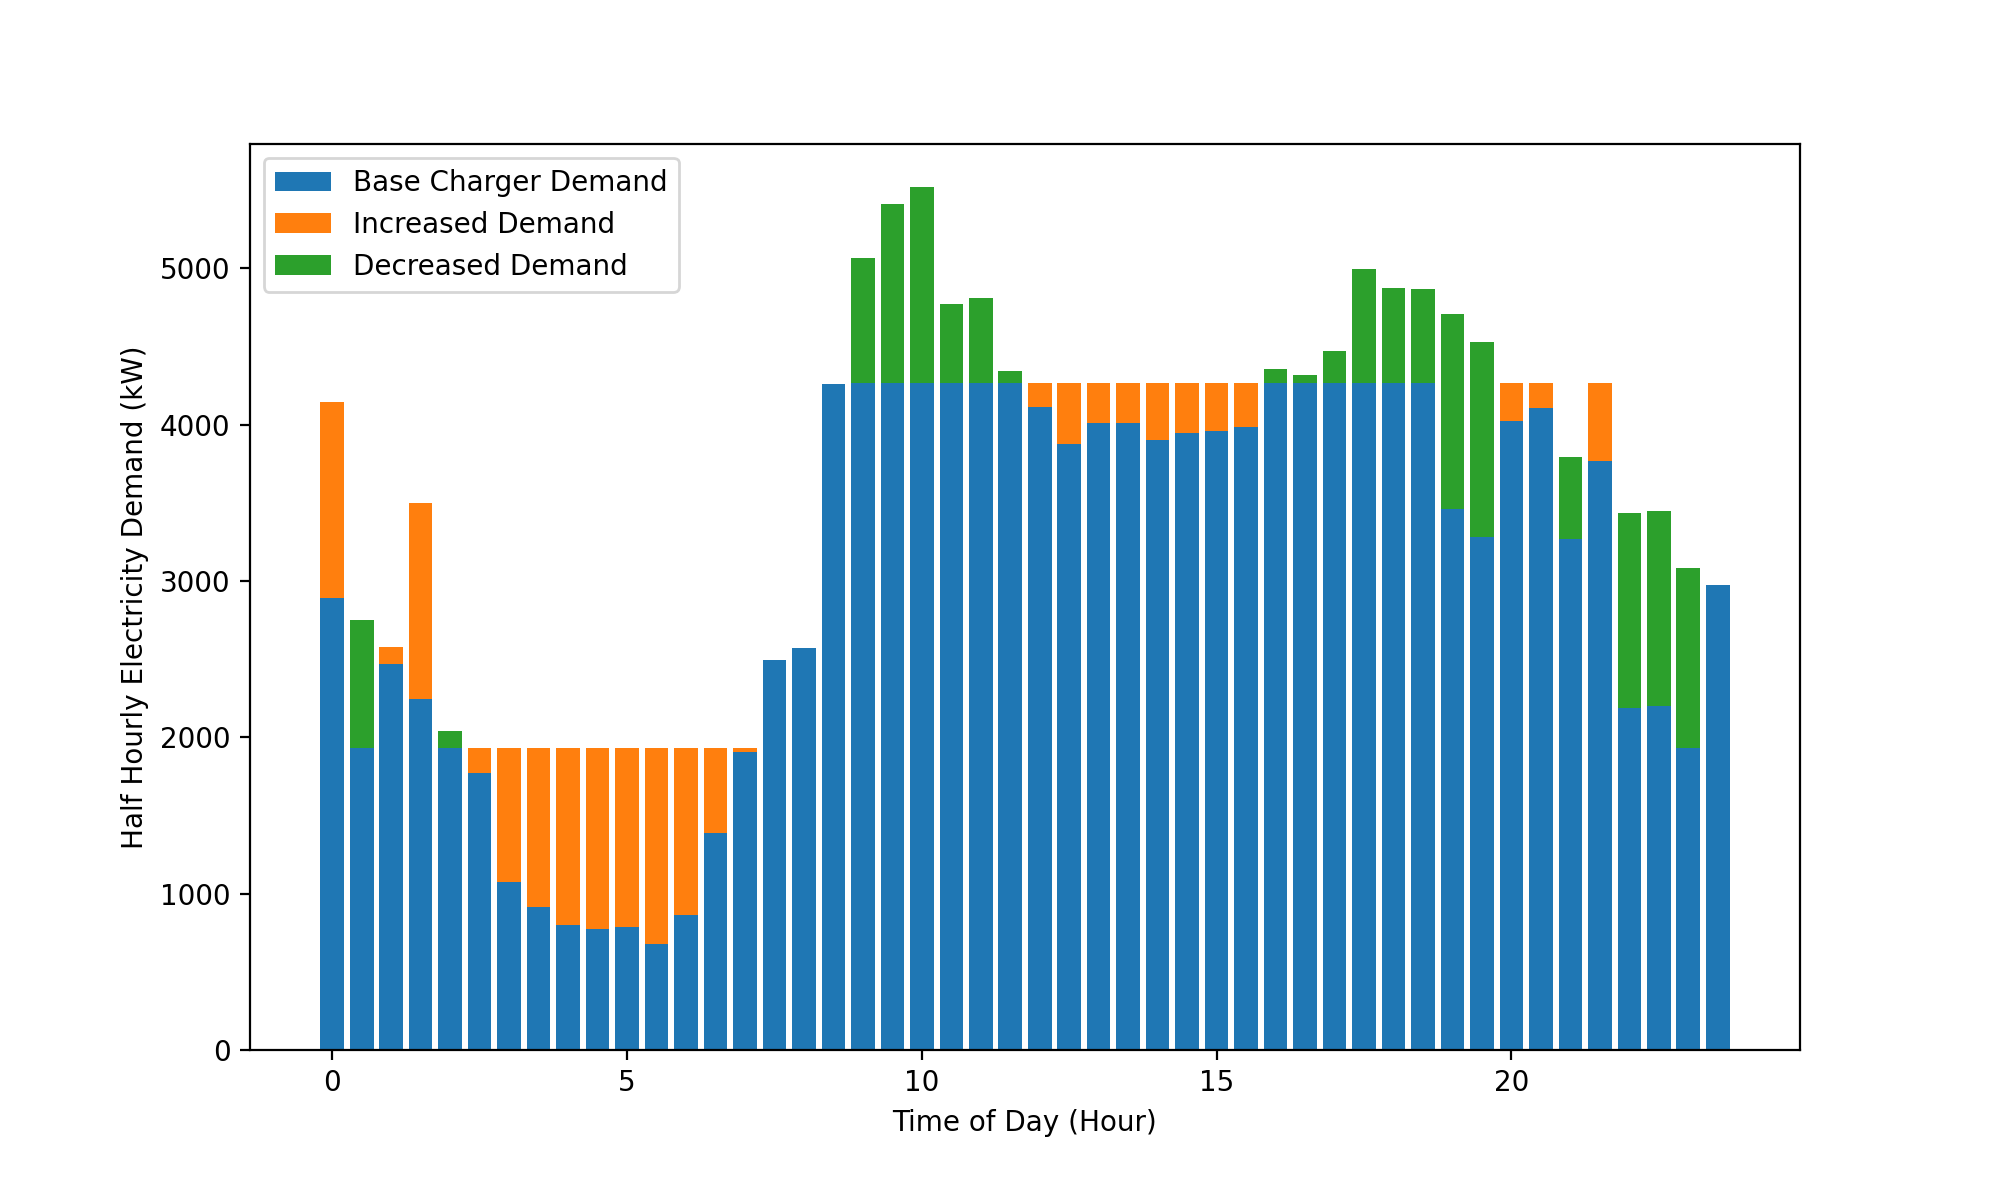 Base Charger Demand
Increased Demand
Decreased Demand
Half Hourly Electricity Demand (kW)
5000
4000
3000
2000
1000
0
0 5 10 15 20
Time of Day (Hour)